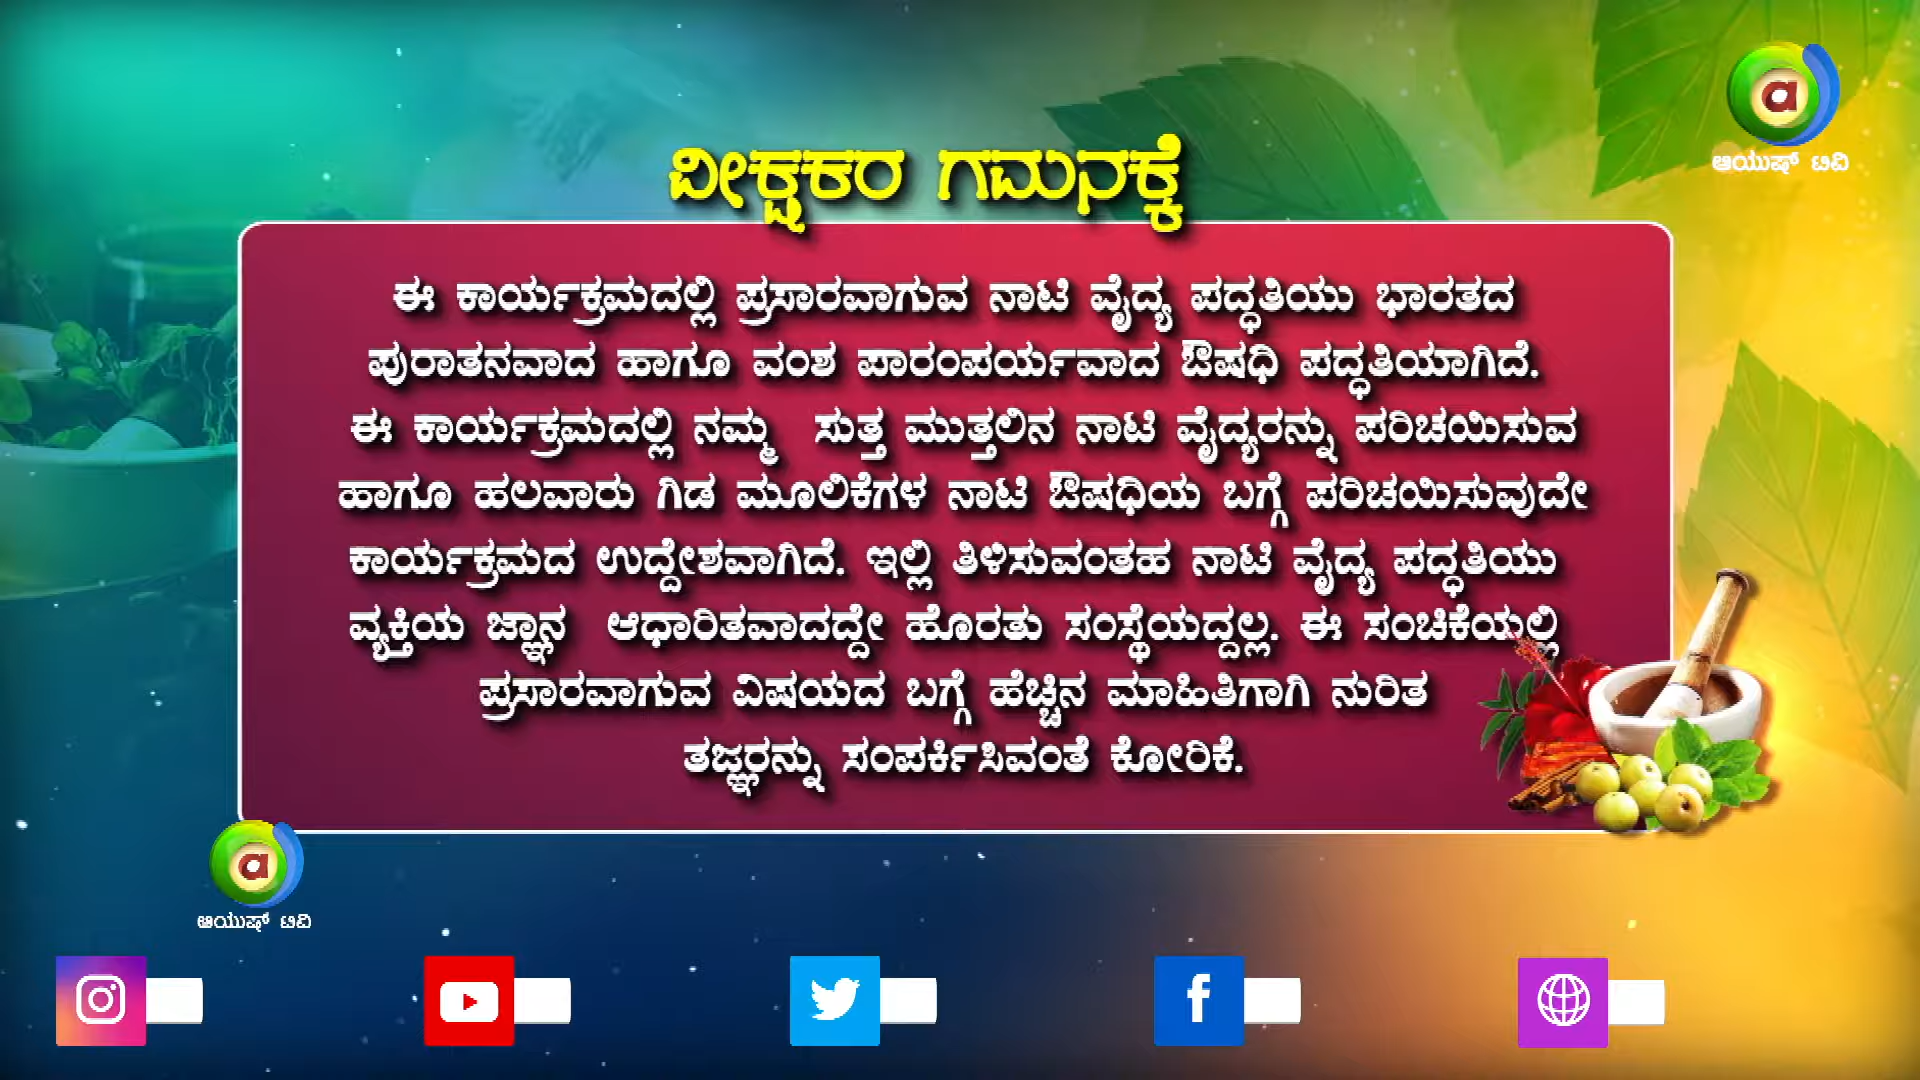 ಆಯುಷ್ ಟಿವಿ
ವೀಕ್ಷಕರ ಗಮನಕ್ಕೆ
ಈ ಕಾರ್ಯಕ್ರಮದಲ್ಲಿ ಪ್ರಸಾರವಾಗುವ ನಾಟಿ ವೈದ್ಯ ಪದ್ಧತಿಯು ಭಾರತದ
ಪುರಾತನವಾದ ಹಾಗೂ ವಂಶ ಪಾರಂಪರ್ಯವಾದ ಔಷಧಿ ಪದ್ಧತಿಯಾಗಿದೆ.
ಈ ಕಾರ್ಯಕ್ರಮದಲ್ಲಿ ನಮ್ಮ ಸುತ್ತ ಮುತ್ತಲಿನ ನಾಟಿ ವೈದ್ಯರನ್ನು ಪರಿಚಯಿಸುವ
ಹಾಗೂ ಹಲವಾರು ಗಿಡ ಮೂಲಿಕೆಗಳ ನಾಟಿ ಔಷಧಿಯ ಬಗ್ಗೆ ಪರಿಚಯಿಸುವುದೇ
ಕಾರ್ಯಕ್ರಮದ ಉದ್ದೇಶವಾಗಿದೆ. ಇಲ್ಲಿ ತಿಳಿಸುವಂತಹ ನಾಟಿ ವೈದ್ಯ ಪದ್ಧತಿಯು
ವ್ಯಕ್ತಿಯ ಜ್ಞಾನ ಆಧಾರಿತವಾದದ್ದೇ ಹೊರತು ಸಂಸ್ಥೆಯದ್ದಲ್ಲ. ಈ ಸಂಚಿಕೆಯಲ್ಲಿ
ಪ್ರಸಾರವಾಗುವ ವಿಷಯದ ಬಗ್ಗೆ ಹೆಚ್ಚಿನ ಮಾಹಿತಿಗಾಗಿ ನುರಿತ
ತಜ್ಞರನ್ನು ಸಂಪರ್ಕಿಸಿವಂತೆ ಕೋರಿಕೆ.
ಆಯುಷ್ ಟಿವಿ